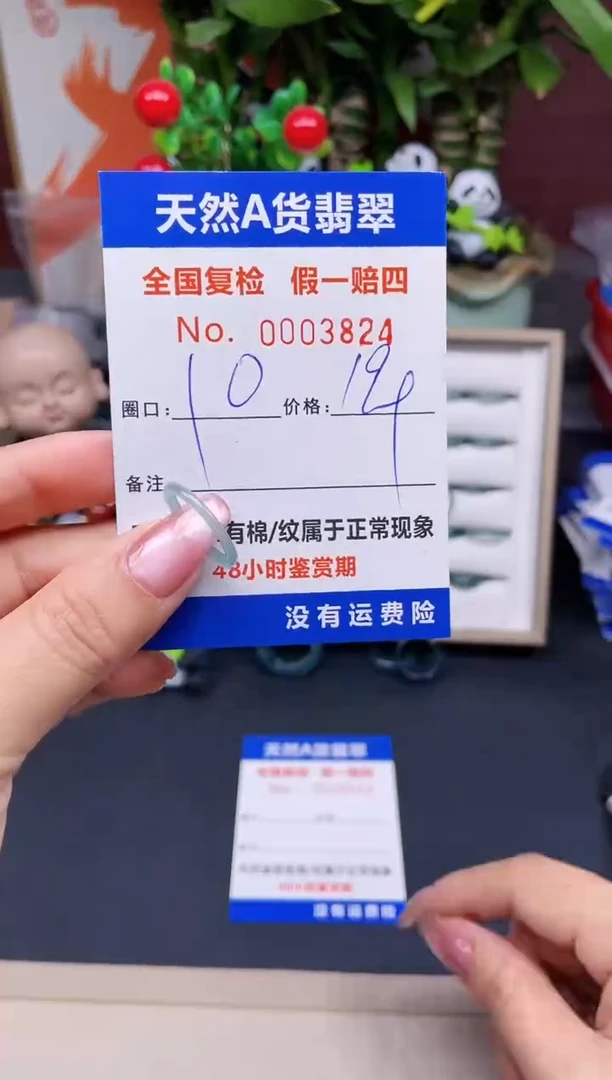 天然A货翡翠
全国复检 假一赔四
No. 0003824
圈口: 10 价格: 199
备注
有棉/纹属于正常现象
48小时鉴赏期
没有运费险
天然A货翡翠
没有运费险